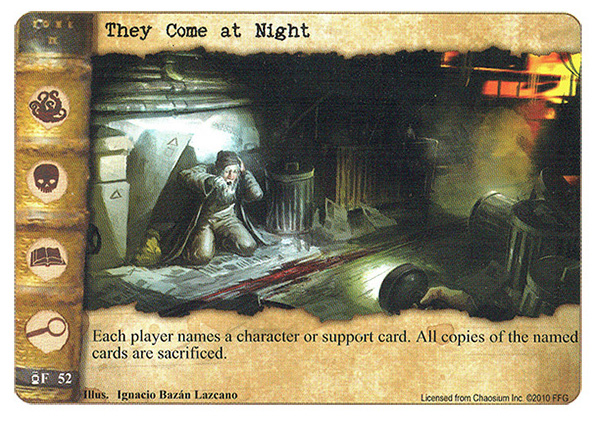 They Come at Night
Each player names a character or support card. All copies of the named
cards are sacrificed.
F 52
Illus. Ignacio Bazán Lazcano
Licensed from Chaosium Inc. ©2010 FFG